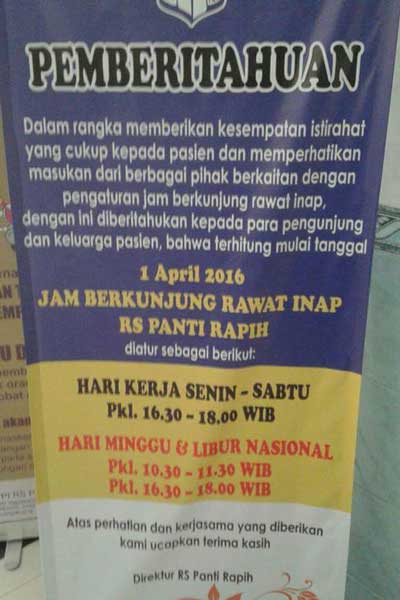 PEMBERITAHUAN
Dalam rangka memberikan kesempatan istirahat
yang cukup kepada pasien dan memperhatikan
masukan dari berbagai pihak berkaitan dengan
pengaturan jam berkunjung rawat inap,
dengan ini diberitahukan kepada para pengunjung
dan keluarga pasien, bahwa terhitung mulai tanggal
1 April 2016
JAM BERKUNJUNG RAWAT INAP
RS PANTI RAPIH
diatur sebagai berikut:
HARI KERJA SENIN - SABTU
Pkl. 16.30 - 18.00 WIB
HARI MINGGU & LIBUR NASIONAL
Pkl. 10.30 - 11.30 WIB
Pkl. 16.30 - 18.00 WIB
Atas perhatian dan kerjasama yang diberikan
kami ucapkan terima kasih
Direktur RS Panti Rapih